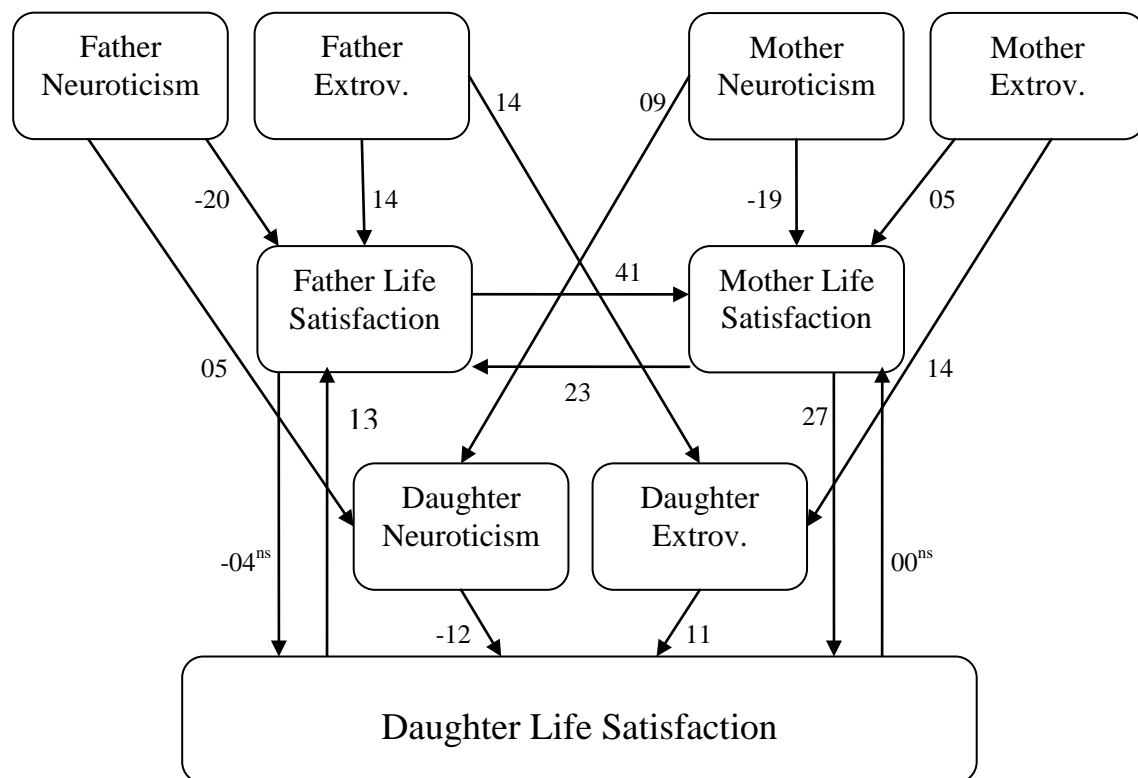 Father
Neuroticism
Father
Extrov.
Mother
Neuroticism
Mother
Extrov.
14
09
-20
14
-19
05
Father Life
Satisfaction
41
Mother Life
Satisfaction
05
23
14
13
27
Daughter
Neuroticism
Daughter
Extrov.
-04ns
00ns
-12
11
Daughter Life Satisfaction